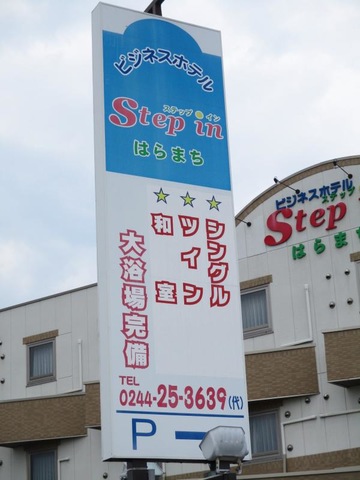 ビジネスホテル
ステップ イン
Step in
はらまち
シングル
ツイン
和室
大浴場完備
TEL
0244-25-3639(代)
P
ビジネスホテル
ステップ
Step
はらまち